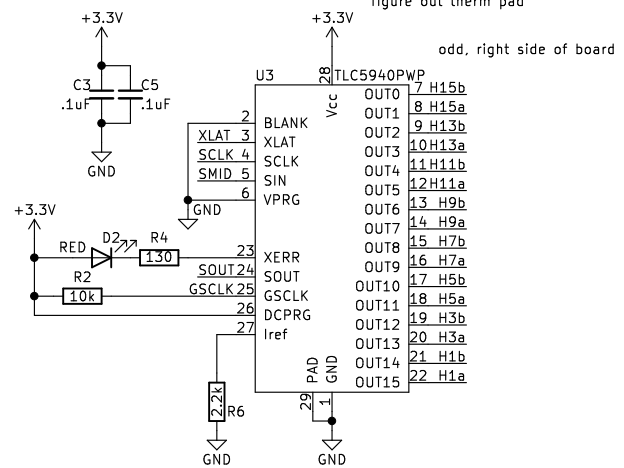 figure out therm pad
+3.3V
+3.3V
odd, right side of board
U3
28
TLC5940PWP
Vcc
C3
C5
.1uF
.1uF
GND
2 BLANK
XLAT 3 XLAT
SCLK 4 SCLK
SMID 5 SIN
6 VPRG
GND
OUT0 7 H15b
OUT1 8 H15a
OUT2 9 H13b
OUT3 10 H13a
OUT4 11 H11b
OUT5 12 H11a
OUT6 13 H9b
OUT7 14 H9a
OUT8 15 H7b
OUT9 16 H7a
OUT10 17 H5b
OUT11 18 H5a
OUT12 19 H3b
OUT13 20 H3a
OUT14 21 H1b
OUT15 22 H1a
+3.3V
RED
D2
R4
130
23 XERR
SOUT 24 SOUT
R2
10k
GSCLK 25 GSCLK
26 DCPRG
27 Iref
PAD
GND
29
1
2.2k
R6
GND
GND